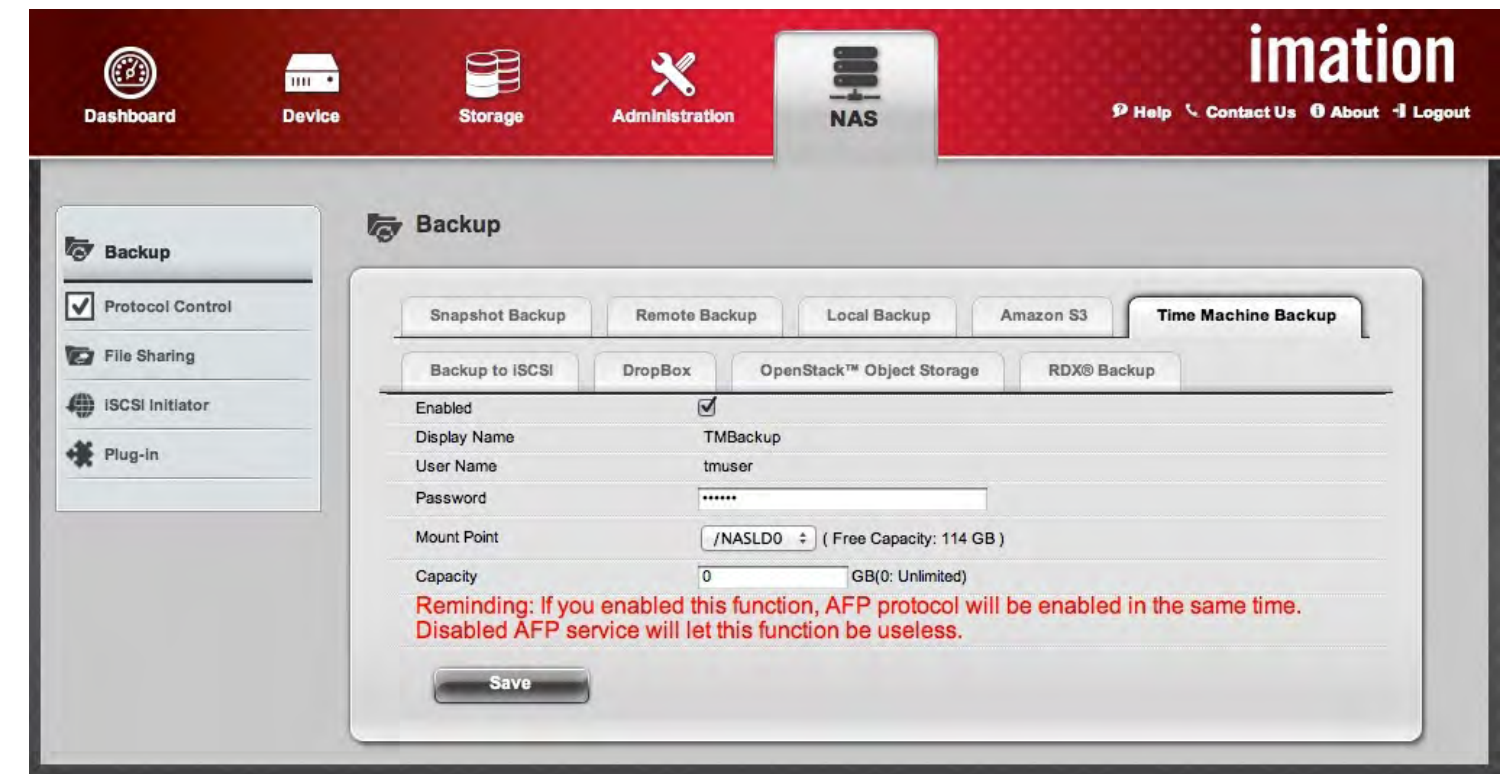 imation
Dashboard Device Storage Administration NAS
Help Contact Us About Logout
Backup
Protocol Control
File Sharing
iSCSI Initiator
Plug-in
Backup
Snapshot Backup Remote Backup Local Backup Amazon S3 Time Machine Backup
Backup to iSCSI DropBox OpenStack™ Object Storage RDX® Backup
Enabled
Display Name TMBackup
User Name tmuser
Password ••••••
Mount Point /NASLD0 ( Free Capacity: 114 GB )
Capacity 0 GB(0: Unlimited)
Reminding: If you enabled this function, AFP protocol will be enabled in the same time.
Disabled AFP service will let this function be useless.
Save